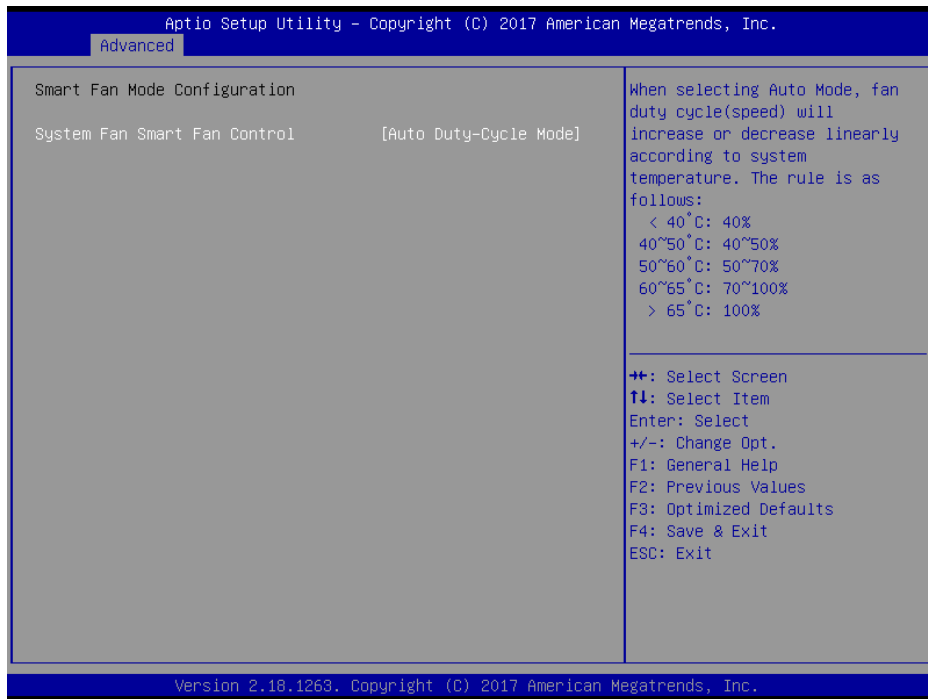 Aptio Setup Utility – Copyright (C) 2017 American Megatrends, Inc.
Advanced
Smart Fan Mode Configuration
System Fan Smart Fan Control [Auto Duty-Cycle Mode]
When selecting Auto Mode, fan
duty cycle(speed) will
increase or decrease linearly
according to system
temperature. The rule is as
follows:
< 40°C: 40%
40~50°C: 40~50%
50~60°C: 50~70%
60~65°C: 70~100%
> 65°C: 100%
→←: Select Screen
↑↓: Select Item
Enter: Select
+/-: Change Opt.
F1: General Help
F2: Previous Values
F3: Optimized Defaults
F4: Save & Exit
ESC: Exit
Version 2.18.1263. Copyright (C) 2017 American Megatrends, Inc.